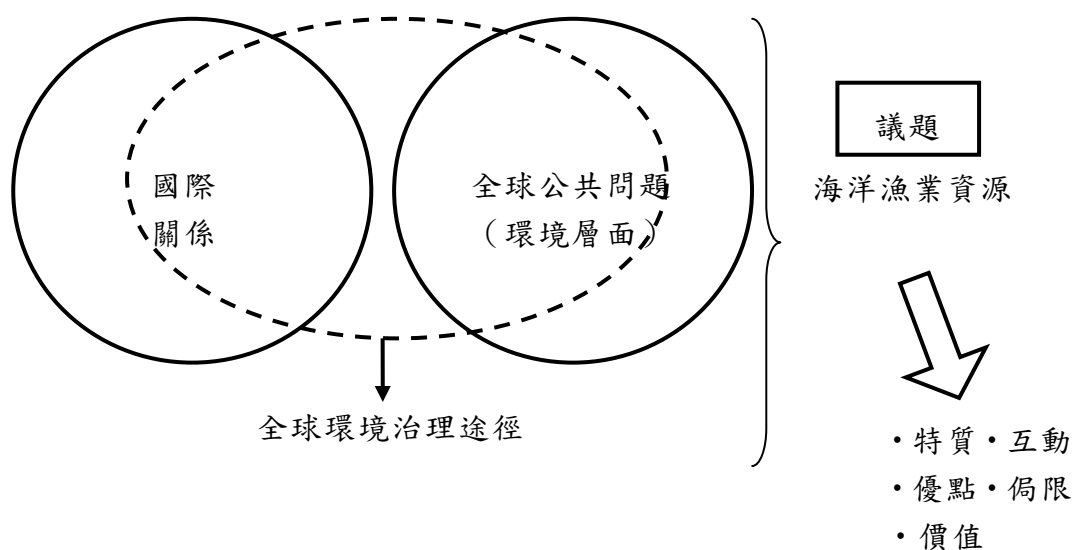 國際
關係
全球公共問題
（環境層面）
全球環境治理途徑
議題
海洋漁業資源
・特質・互動
・優點・侷限
・價值